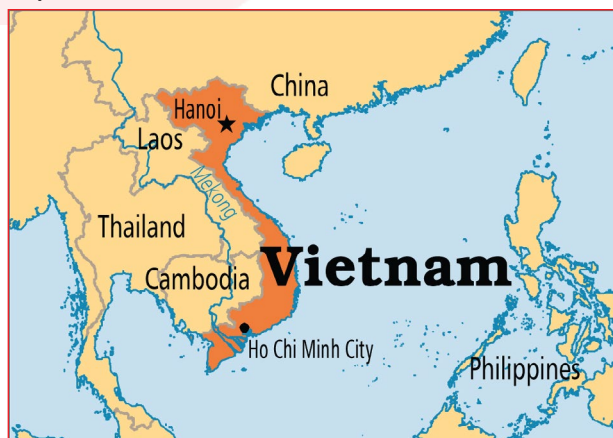 China
Hanoi
Laos
Mekong
Thailand
Vietnam
Cambodia
Ho Chi Minh City
Philippines